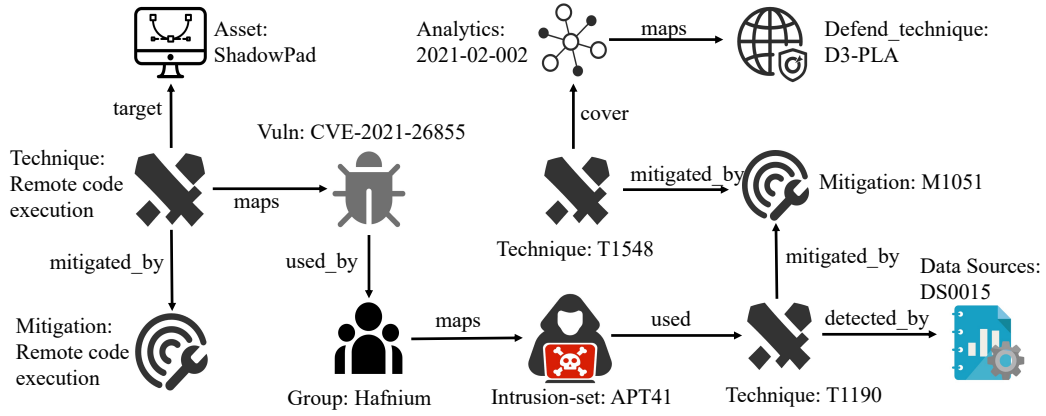 Asset:
ShadowPad
Analytics:
2021-02-002
maps
Defend_technique:
D3-PLA
target
cover
Vuln: CVE-2021-26855
Technique:
Remote code
execution
maps
mitigated_by
Mitigation: M1051
Technique: T1548
mitigated_by
used_by
mitigated_by
Data Sources:
DS0015
Mitigation:
Remote code
execution
maps
used
detected_by
Group: Hafnium
Intrusion-set: APT41
Technique: T1190